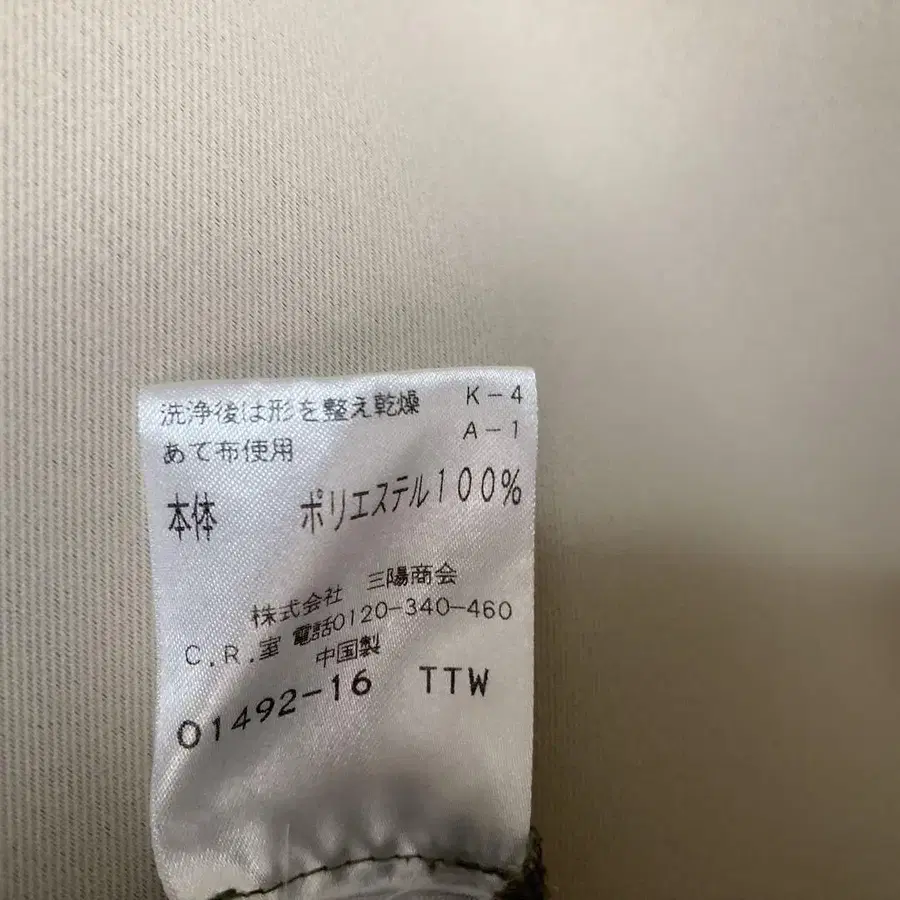 洗浄後は形を整え乾燥 K-4
あて布使用 A-1
本体 ポリエステル100%
株式会社 三陽商会
C.R.室 電話0120-340-460
中国製
01492-16 TTW